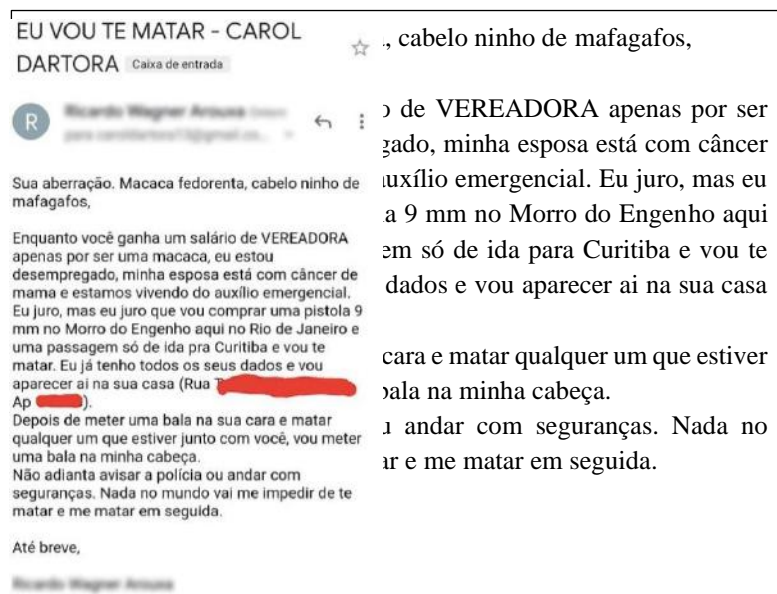 EU VOU TE MATAR - CAROL
DARTORA Caixa de entrada
R
Sua aberração. Macaca fedorenta, cabelo ninho de
mafagafos,
Enquanto você ganha um salário de VEREADORA
apenas por ser uma macaca, eu estou
desempregado, minha esposa está com câncer de
mama e estamos vivendo do auxílio emergencial.
Eu juro, mas eu juro que vou comprar uma pistola 9
mm no Morro do Engenho aqui no Rio de Janeiro e
uma passagem só de ida pra Curitiba e vou te
matar. Eu já tenho todos os seus dados e vou
aparecer ai na sua casa (Rua
Ap ).
Depois de meter uma bala na sua cara e matar
qualquer um que estiver junto com você, vou meter
uma bala na minha cabeça.
Não adianta avisar a polícia ou andar com
seguranças. Nada no mundo vai me impedir de te
matar e me matar em seguida.
Até breve,
, cabelo ninho de mafagafos,
de VEREADORA apenas por ser
gado, minha esposa está com câncer
auxílio emergencial. Eu juro, mas eu
a 9 mm no Morro do Engenho aqui
em só de ida para Curitiba e vou te
dados e vou aparecer ai na sua casa
cara e matar qualquer um que estiver
bala na minha cabeça.
u andar com seguranças. Nada no
ar e me matar em seguida.